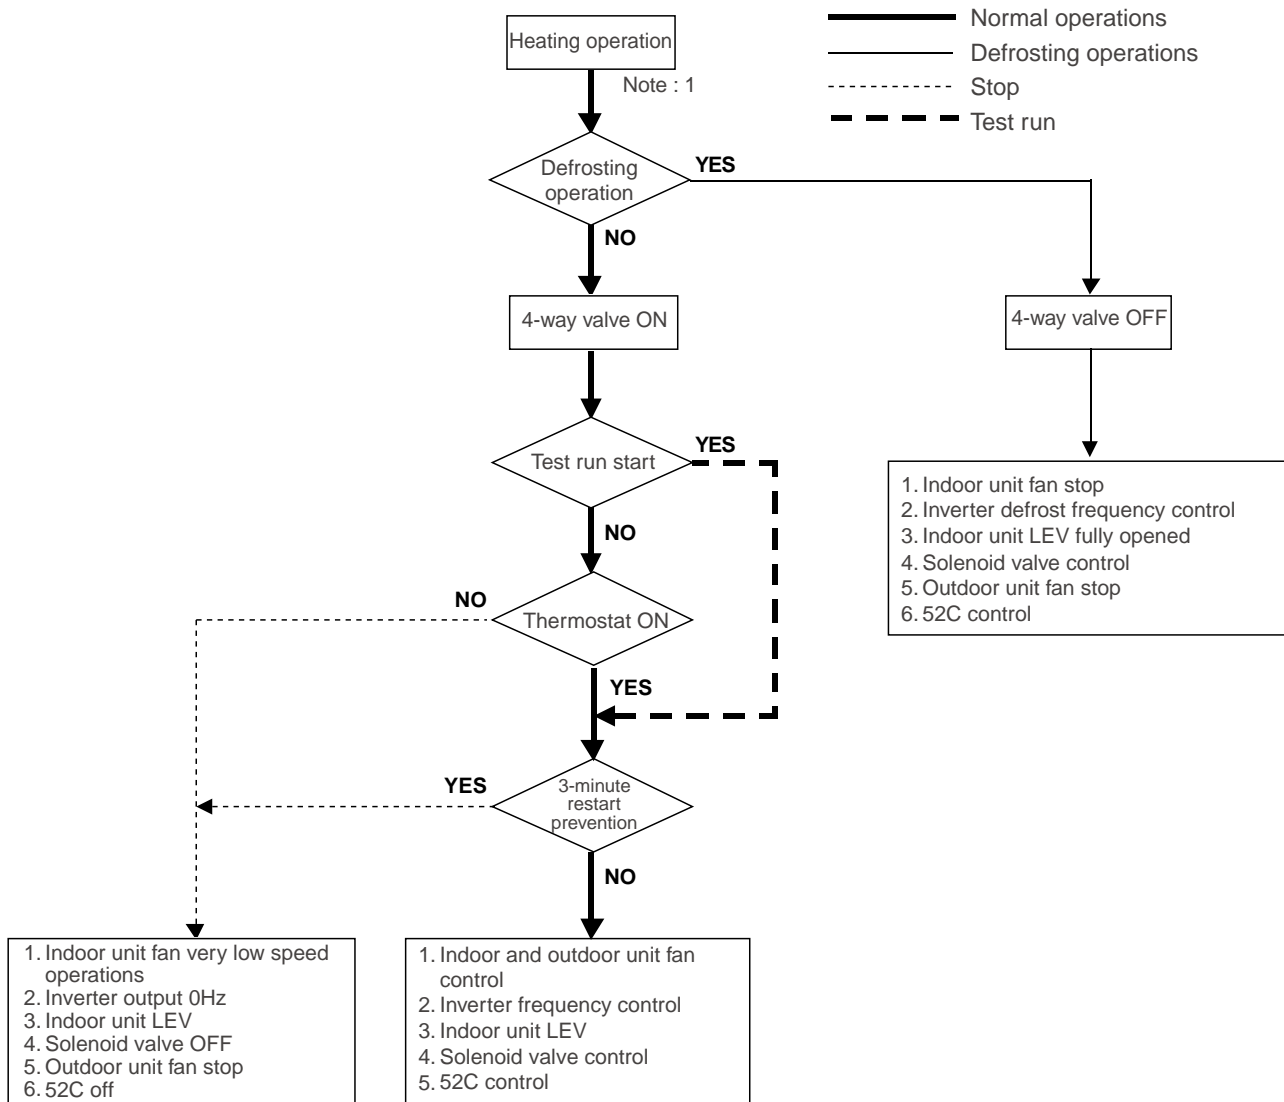 Heating operation
Note : 1
Normal operations
Defrosting operations
Stop
Test run
Defrosting
operation
YES
NO
4-way valve ON
4-way valve OFF
Test run start
YES
NO
1. Indoor unit fan stop
2. Inverter defrost frequency control
3. Indoor unit LEV fully opened
4. Solenoid valve control
5. Outdoor unit fan stop
6. 52C control
Thermostat ON
NO
YES
3-minute
restart
prevention
YES
NO
1. Indoor unit fan very low speed
operations
2. Inverter output 0Hz
3. Indoor unit LEV
4. Solenoid valve OFF
5. Outdoor unit fan stop
6. 52C off
1. Indoor and outdoor unit fan
control
2. Inverter frequency control
3. Indoor unit LEV
4. Solenoid valve control
5. 52C control